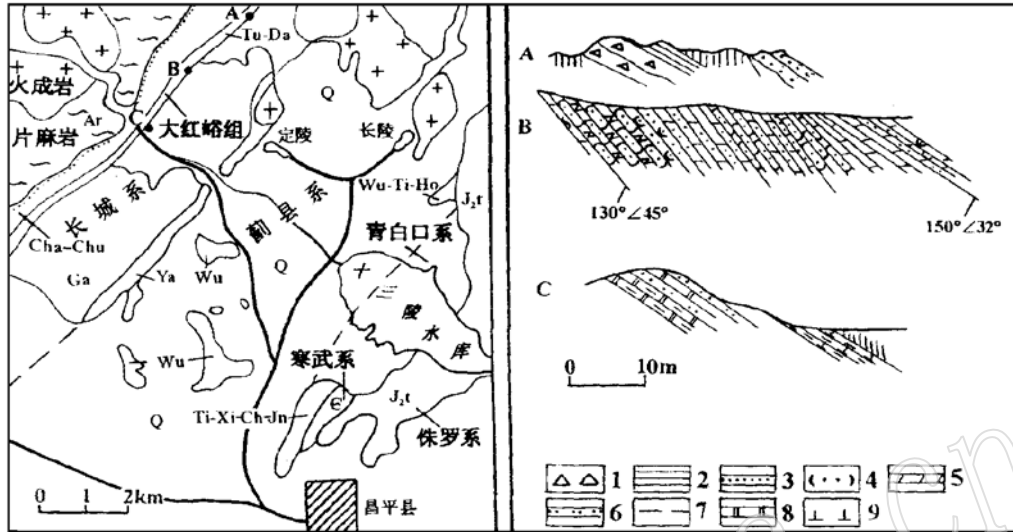 A
Tu-Da
B
Q
火成岩
Ar
片麻岩
C
大红峪组
定陵
长陵
Wu-Ti-Ho
J₂t
长城系
蓟县系
青白口系
Cha-Chu
Ga
Ya
Wu
Q
陵水库
Wu
寒武系
Є
J₂t
Q
Ti-Xi-Ch-Jn
侏罗系
0 1 2km
昌平县
A
B
130°∠45°
150°∠32°
C
0 10m
1 2 3 4 5
6 7 8 9